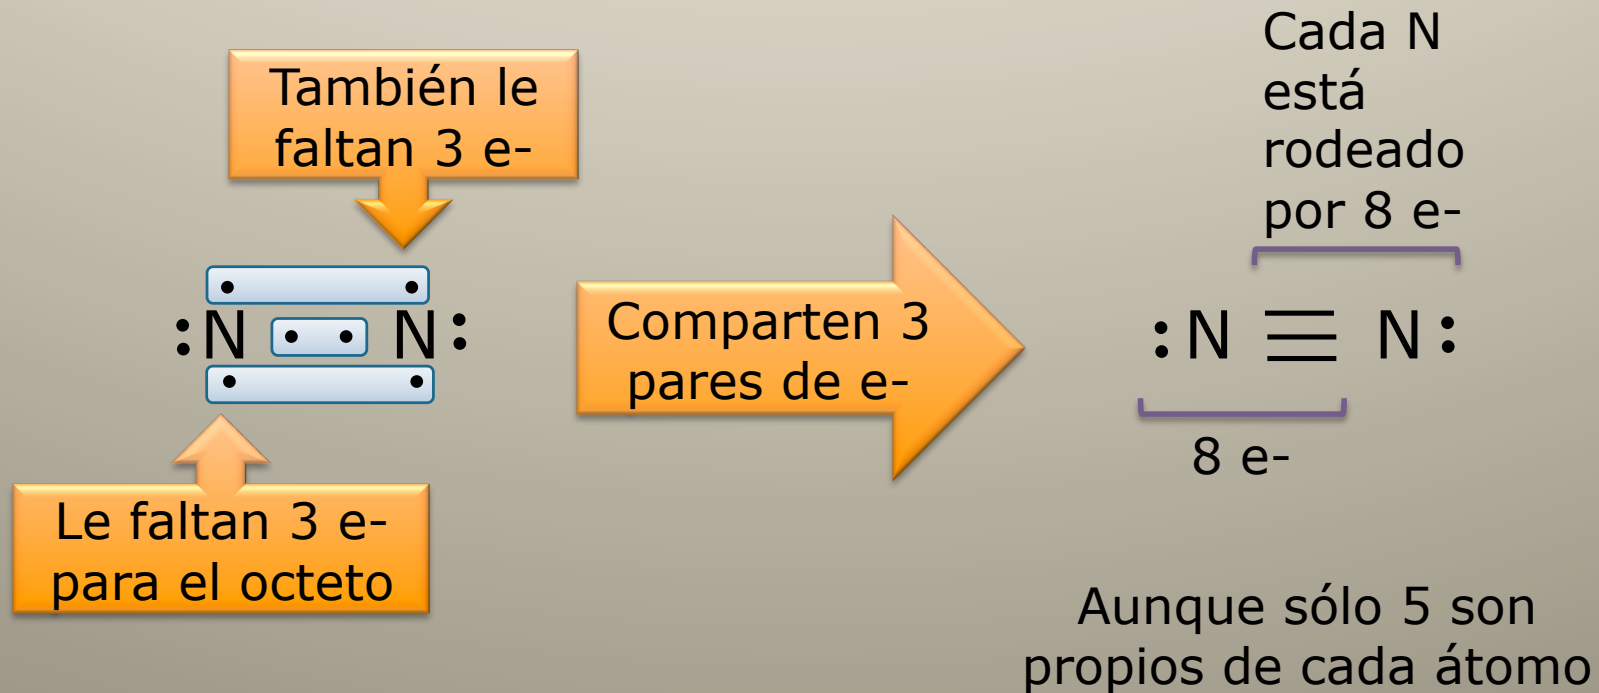 También le
faltan 3 e-
:N • • N:
Le faltan 3 e-
para el octeto
Comparten 3
pares de e-
Cada N
está
rodeado
por 8 e-
:N ≡ N:
8 e-
Aunque sólo 5 son
propios de cada átomo